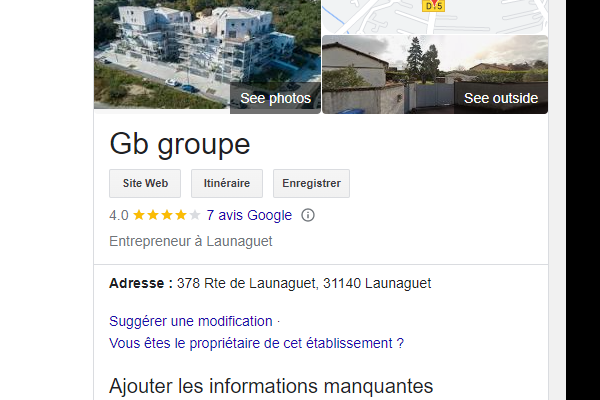 D15
See photos
See outside
Gb groupe
Site Web
Itinéraire
Enregistrer
4.0 ★★★★★ 7 avis Google
Entrepreneur à Launaguet
Adresse : 378 Rte de Launaguet, 31140 Launaguet
Suggérer une modification ·
Vous êtes le propriétaire de cet établissement ?
Ajouter les informations manquantes